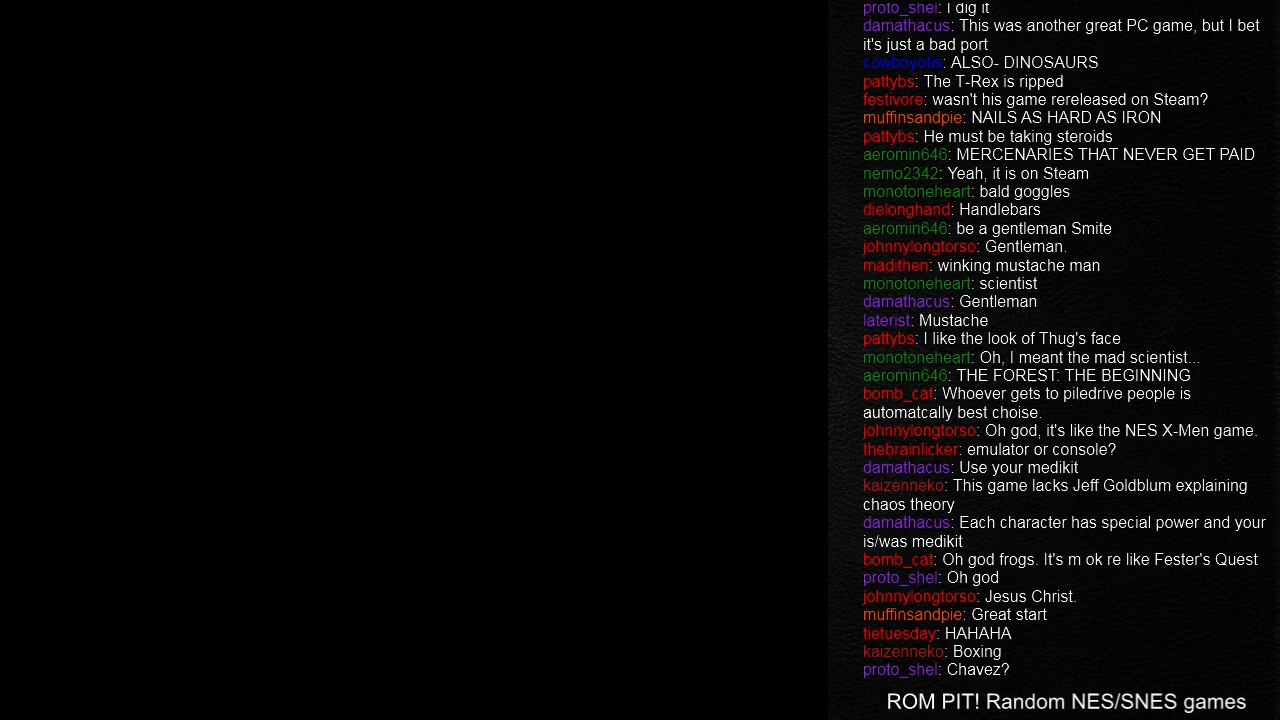 proto_shel: I dig it
damathacus: This was another great PC game, but I bet
it's just a bad port
cowboyotis: ALSO- DINOSAURS
pattybs: The T-Rex is ripped
festivore: wasn't his game rereleased on Steam?
muffinsandpie: NAILS AS HARD AS IRON
pattybs: He must be taking steroids
aeromin646: MERCENARIES THAT NEVER GET PAID
nemo2342: Yeah, it is on Steam
monotoneheart: bald goggles
dielonghand: Handlebars
aeromin646: be a gentleman Smite
johnnylongtorso: Gentleman.
madithen: winking mustache man
monotoneheart: scientist
damathacus: Gentleman
laterist: Mustache
pattybs: I like the look of Thug's face
monotoneheart: Oh, I meant the mad scientist...
aeromin646: THE FOREST: THE BEGINNING
bomb_cat: Whoever gets to piledrive people is
automatcally best choise.
johnnylongtorso: Oh god, it's like the NES X-Men game.
thebrainlicker: emulator or console?
damathacus: Use your medikit
kaizenneko: This game lacks Jeff Goldblum explaining
chaos theory
damathacus: Each character has special power and your
is/was medikit
bomb_cat: Oh god frogs. It's m ok re like Fester's Quest
proto_shel: Oh god
johnnylongtorso: Jesus Christ.
muffinsandpie: Great start
tietuesday: HAHAHA
kaizenneko: Boxing
proto_shel: Chavez?
ROM PIT! Random NES/SNES games